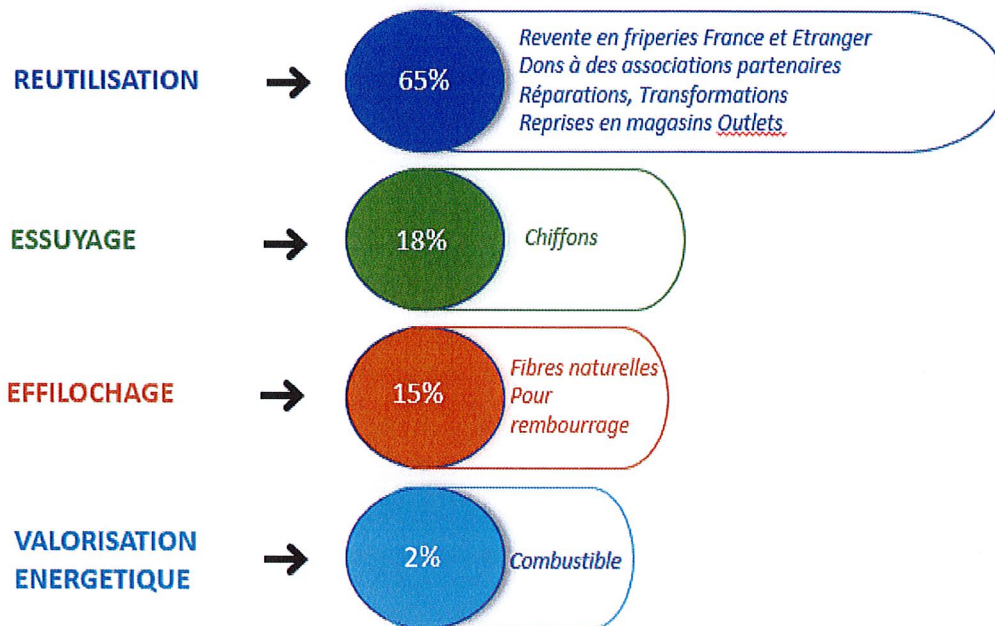 REUTILISATION
65%
Revente en friperies France et Etranger
Dons à des associations partenaires
Réparations, Transformations
Reprises en magasins Outlets
ESSUYAGE
18%
Chiffons
EFFILOCHAGE
15%
Fibres naturelles
Pour
rembourrage
VALORISATION
ENERGETIQUE
2%
Combustible